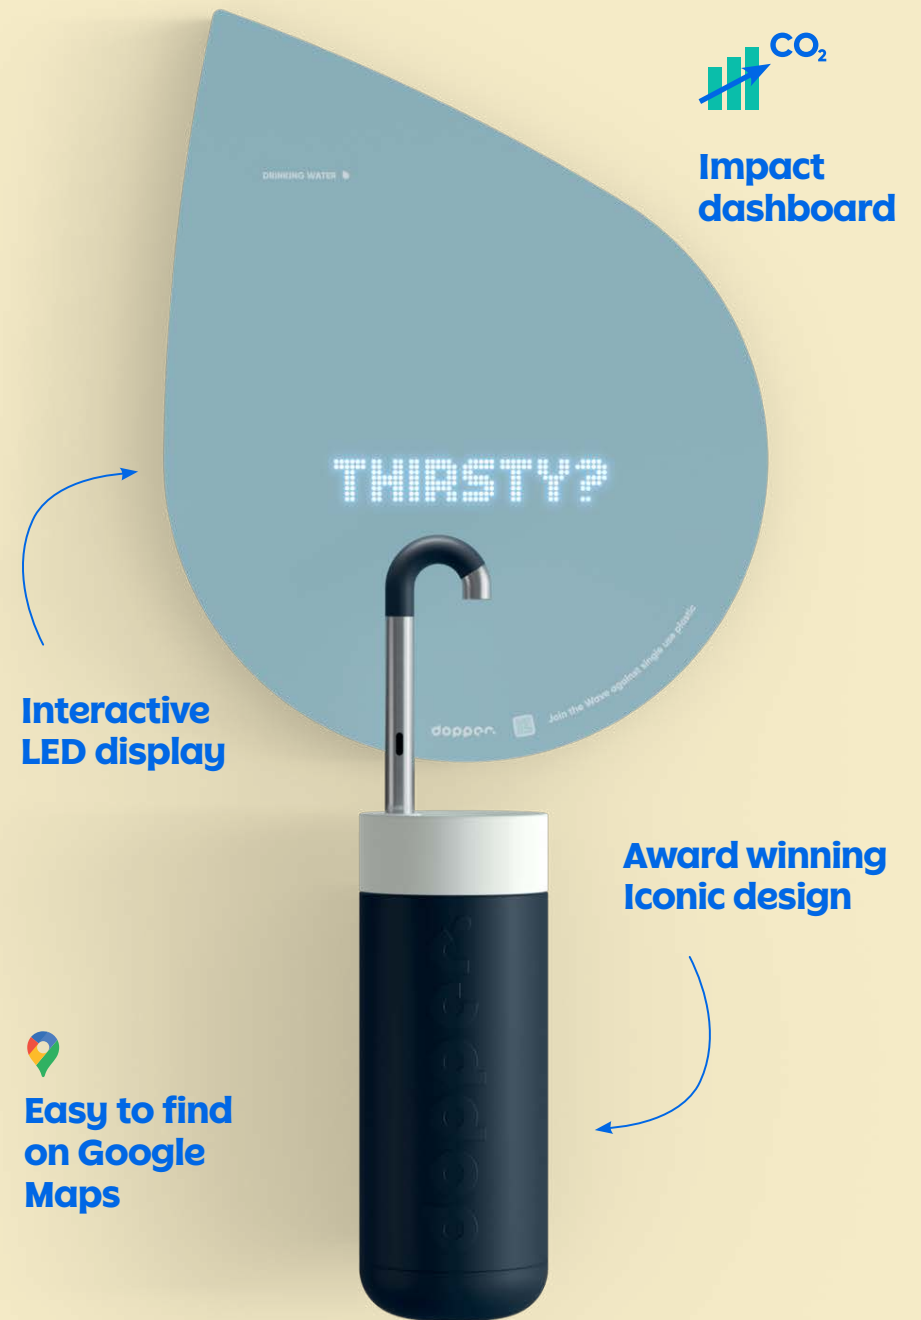 CO₂
Impact
dashboard
DRINKING WATER
THIRSTY?
Join the Wave against single use plastic
dopper
Interactive
LED display
Award winning
Iconic design
dopper
Easy to find
on Google
Maps